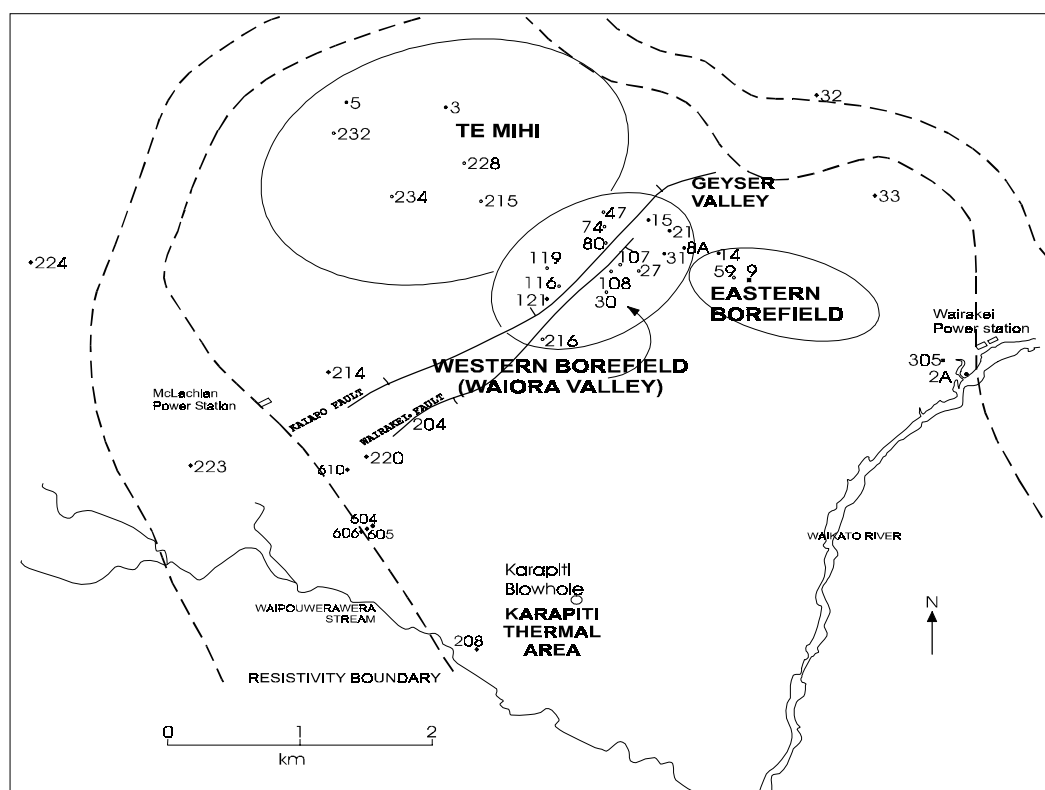 5
3
32
232
TE MIHI
228
234
215
GEYSER
VALLEY
33
47
74
15
80
21
8A
224
119
107
31
14
116
27
59
9
121
108
30
EASTERN
BOREFIELD
216
Wairakei
Power station
WESTERN BOREFIELD
(WAIORA VALLEY)
305
2A
214
McLachlan
Power Station
KAIAPO FAULT
WAIRAKEI FAULT
204
223
610
220
604
606
605
WAIKATO RIVER
Karapiti
Blowhole
KARAPITI
THERMAL
AREA
WAIPOUWERAWERA
STREAM
N
208
RESISTIVITY BOUNDARY
0
1
2
km